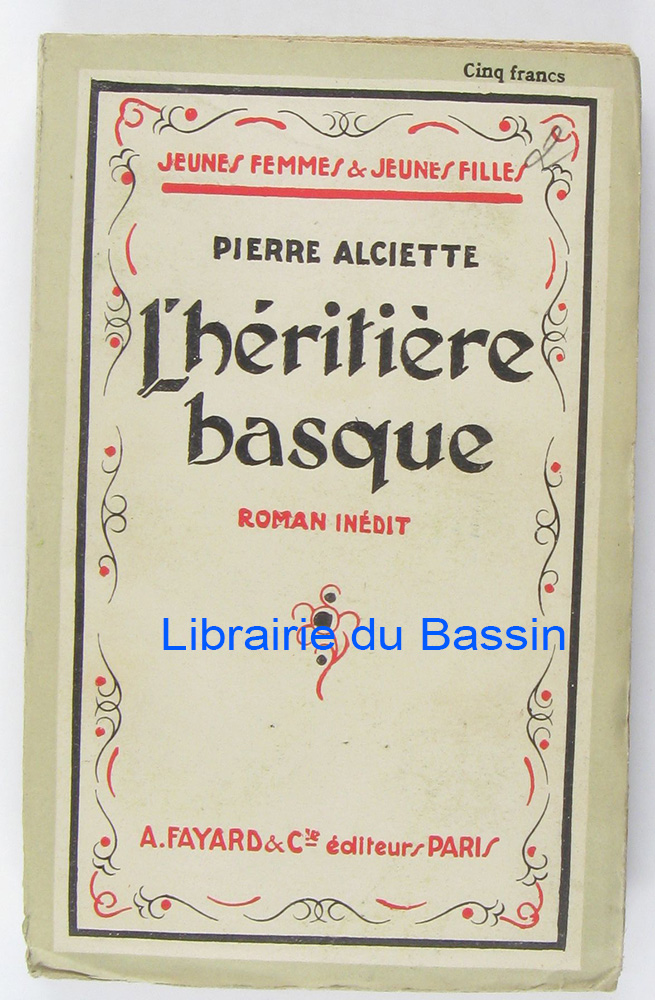 Cinq francs
JEUNES FEMMES & JEUNES FILLES
PIERRE ALCIETTE
L'héritière
basque
ROMAN INÉDIT
Librairie du Bassin
A. FAYARD & Cie éditeurs PARIS